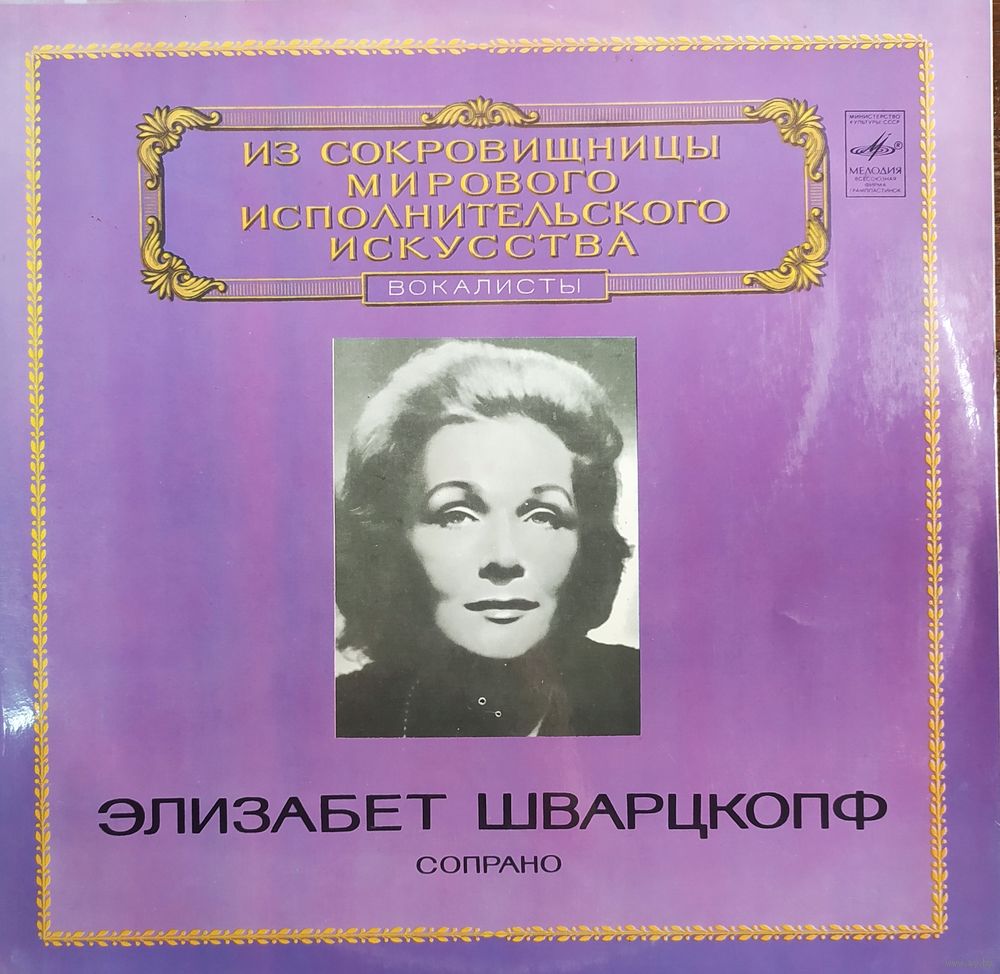 ИЗ СОКРОВИЩНИЦЫ
МИРОВОГО
ИСПОЛНИТЕЛЬСКОГО
ИСКУССТВА
ВОКАЛИСТЫ
МИНИСТЕРСТВО
КУЛЬТУРЫ СССР
®
МЕЛОДИЯ
ВСЕСОЮЗНАЯ
ФИРМА
ГРАМПЛАСТИНОК
ЭЛИЗАБЕТ ШВАРЦКОПФ
СОПРАНО